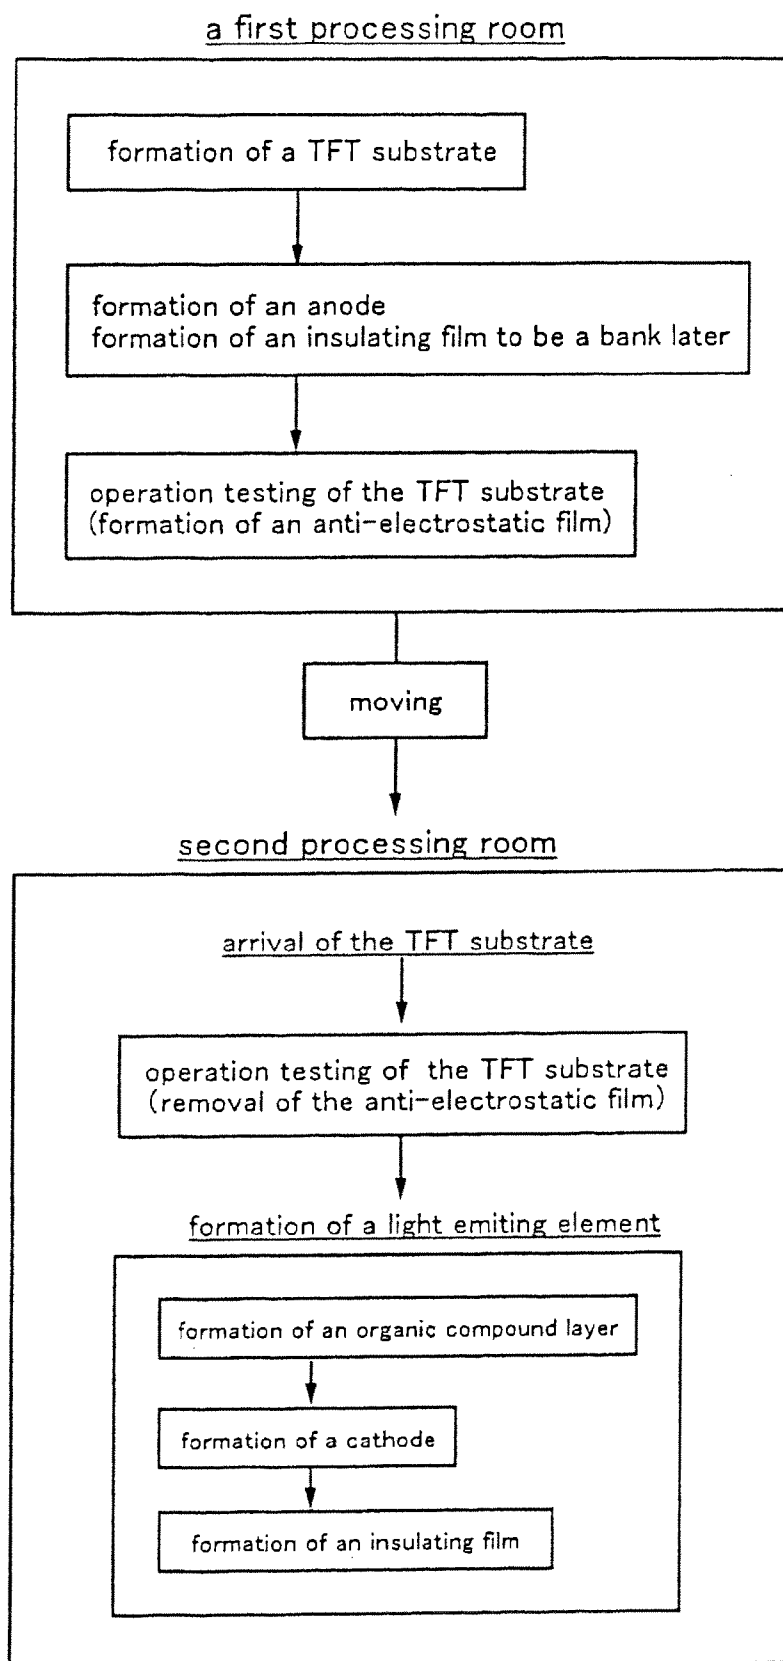 a first processing room
formation of a TFT substrate
formation of an anode
formation of an insulating film to be a bank later
operation testing of the TFT substrate
(formation of an anti-electrostatic film)
moving
second processing room
arrival of the TFT substrate
operation testing of the TFT substrate
(removal of the anti-electrostatic film)
formation of a light emiting element
formation of an organic compound layer
formation of a cathode
formation of an insulating film